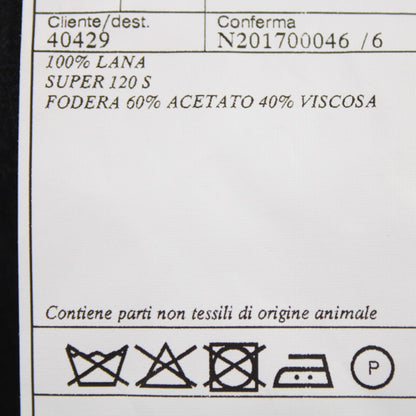 Cliente/dest.
Conferma
40429
N201700046 /6
100% LANA
SUPER 120 S
FODERA 60% ACETATO 40% VISCOSA
Contiene parti non tessili di origine animale
P